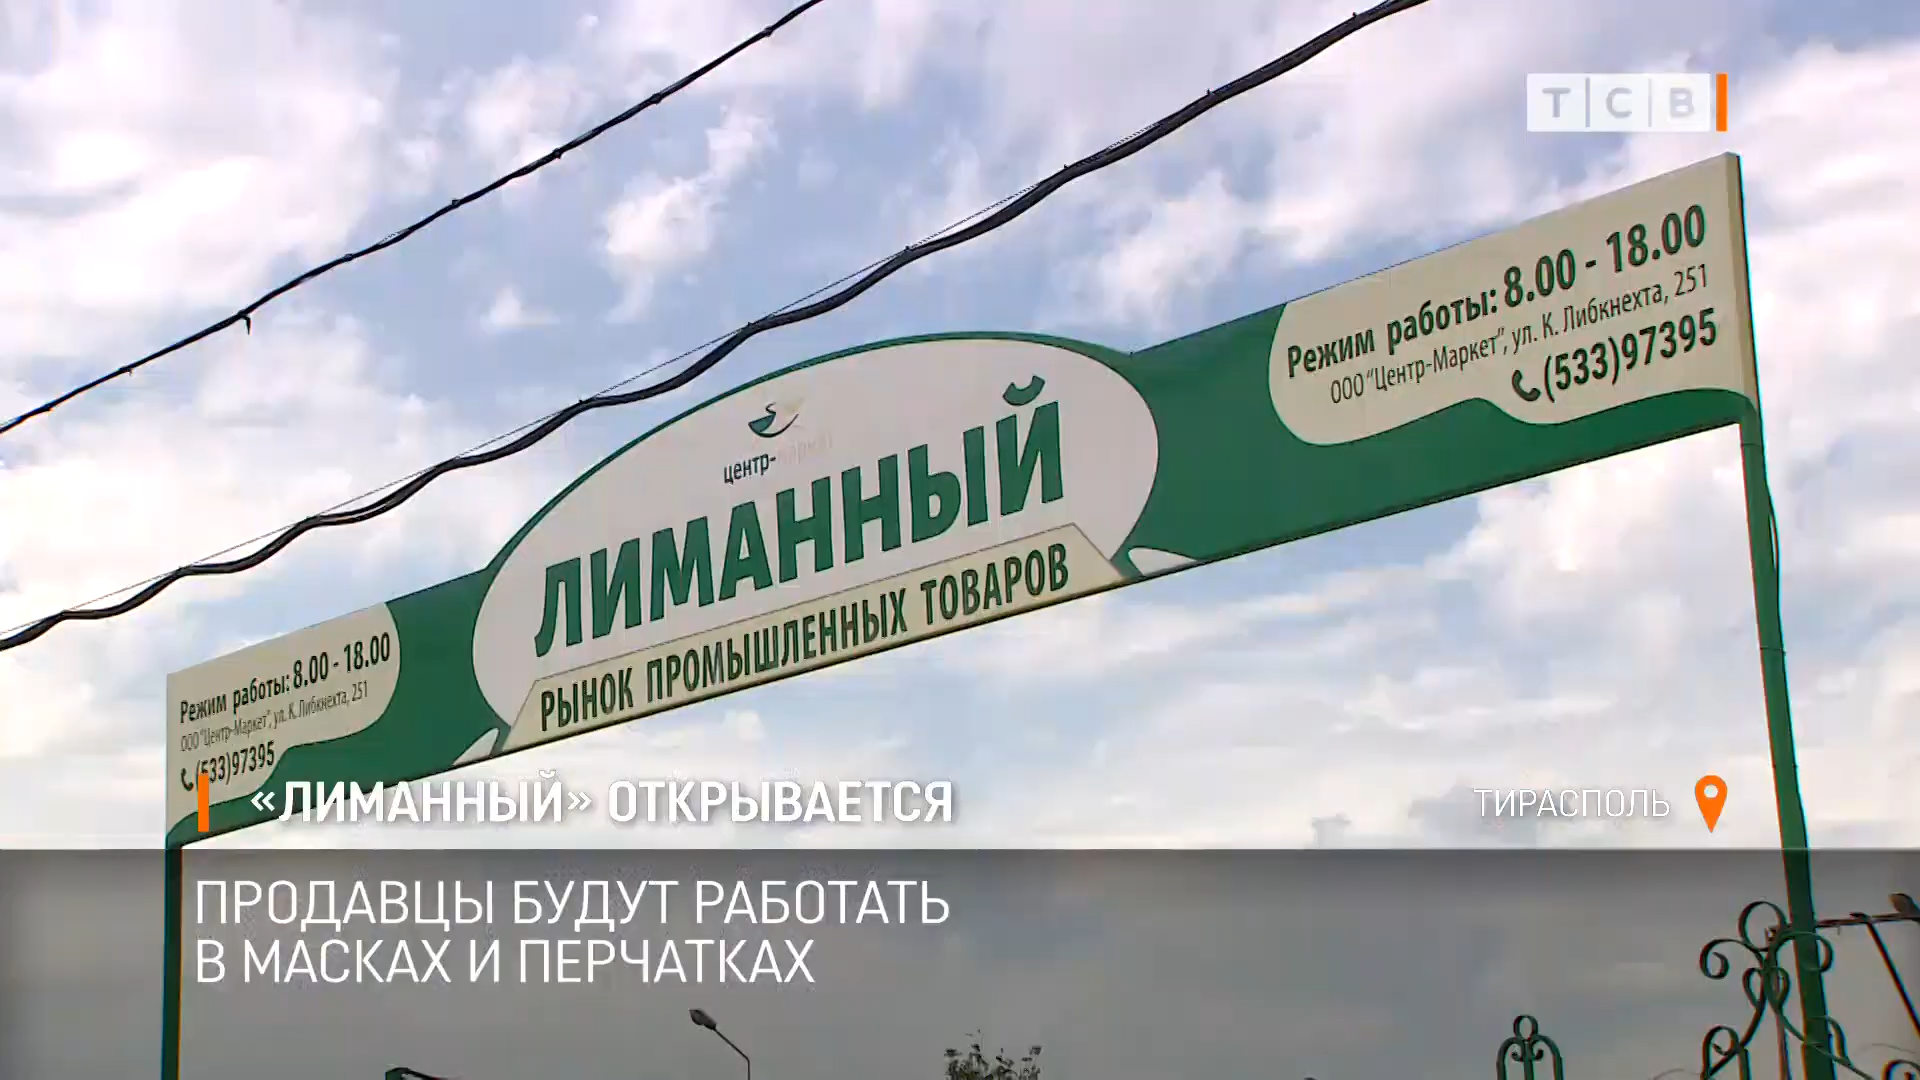 ТСВ
Режим работы: 8.00 - 18.00
ООО "Центр-Маркет", ул. К. Либкнехта, 251
(533)97395
центр-маркет
ЛИМАННЫЙ
РЫНОК ПРОМЫШЛЕННЫХ ТОВАРОВ
Режим работы: 8.00 - 18.00
ООО "Центр-Маркет", ул. К. Либкнехта, 251
(533)97395
«ЛИМАННЫЙ» ОТКРЫВАЕТСЯ
ТИРАСПОЛЬ
ПРОДАВЦЫ БУДУТ РАБОТАТЬ
В МАСКАХ И ПЕРЧАТКАХ